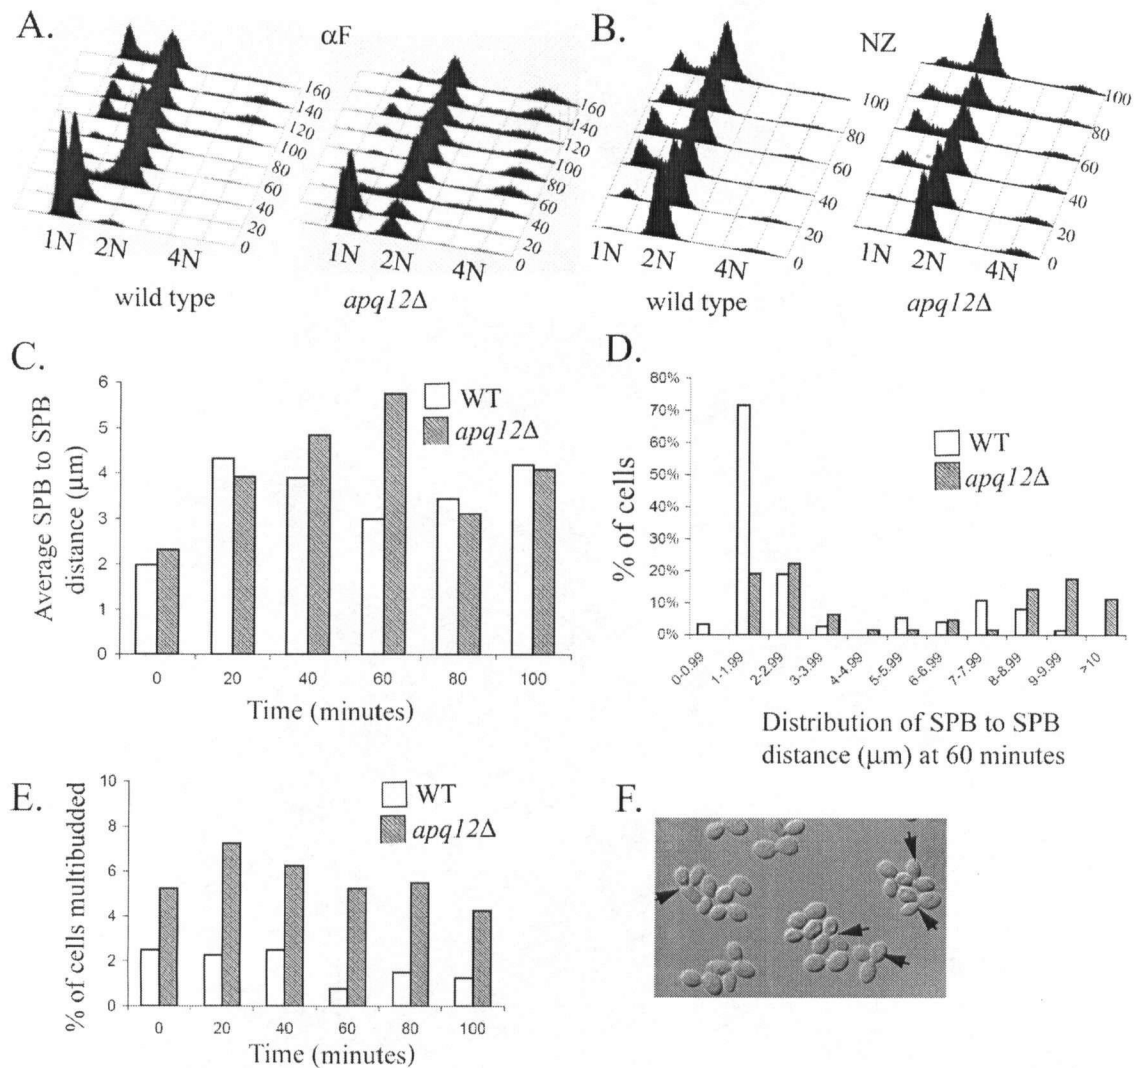 A.
αF
160
140
120
100
80
60
40
20
0
1N 2N 4N
wild type
160
140
120
100
80
60
40
20
0
1N 2N 4N
apq12Δ
B.
NZ
100
80
60
20
0
1N 2N 4N
wild type
100
80
60
40
20
0
1N 2N 4N
apq12Δ
C.
Average SPB to SPB
distance (μm)
6
5
4
3
2
1
0
WT
apq12Δ
0 20 40 60 80 100
Time (minutes)
D.
% of cells
80%
70%
60%
50%
40%
30%
20%
10%
0%
WT
apq12Δ
0-0.99 1-1.99 2-2.99 3-3.99 4-4.99 5-5.99 6-6.99 7-7.99 8-8.99 9-9.99 >10
Distribution of SPB to SPB
distance (μm) at 60 minutes
E.
% of cells multibudded
10
8
6
4
2
0
WT
apq12Δ
0 20 40 60 80 100
Time (minutes)
F.